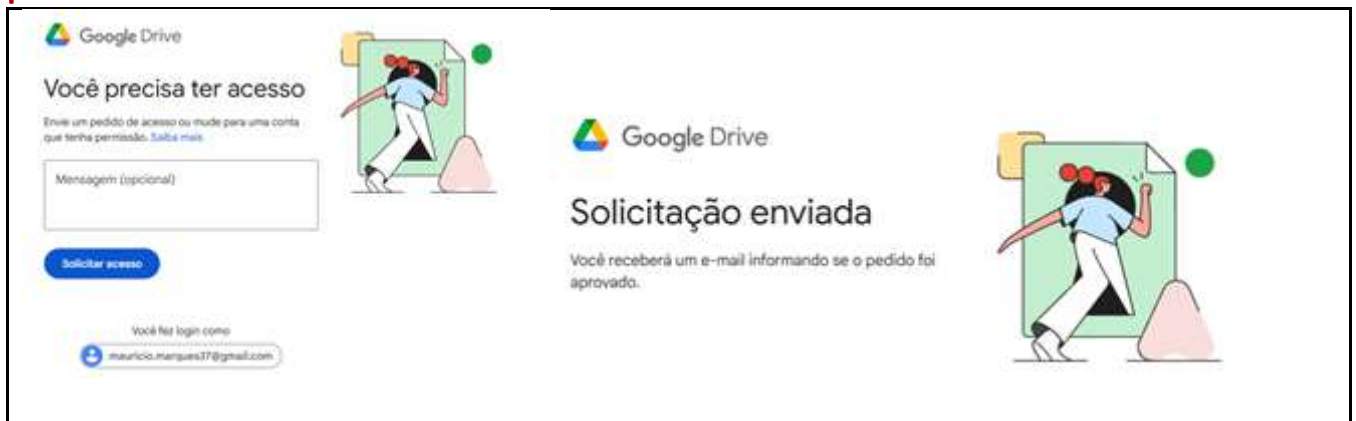 Google Drive
Você precisa ter acesso
Envie um pedido de acesso ou mude para uma conta
que tenha permissão. Saiba mais
Mensagem (opcional)
Solicitar acesso
Você fez login como
mauricio.marques37@gmail.com
Google Drive
Solicitação enviada
Você receberá um e-mail informando se o pedido foi
aprovado.